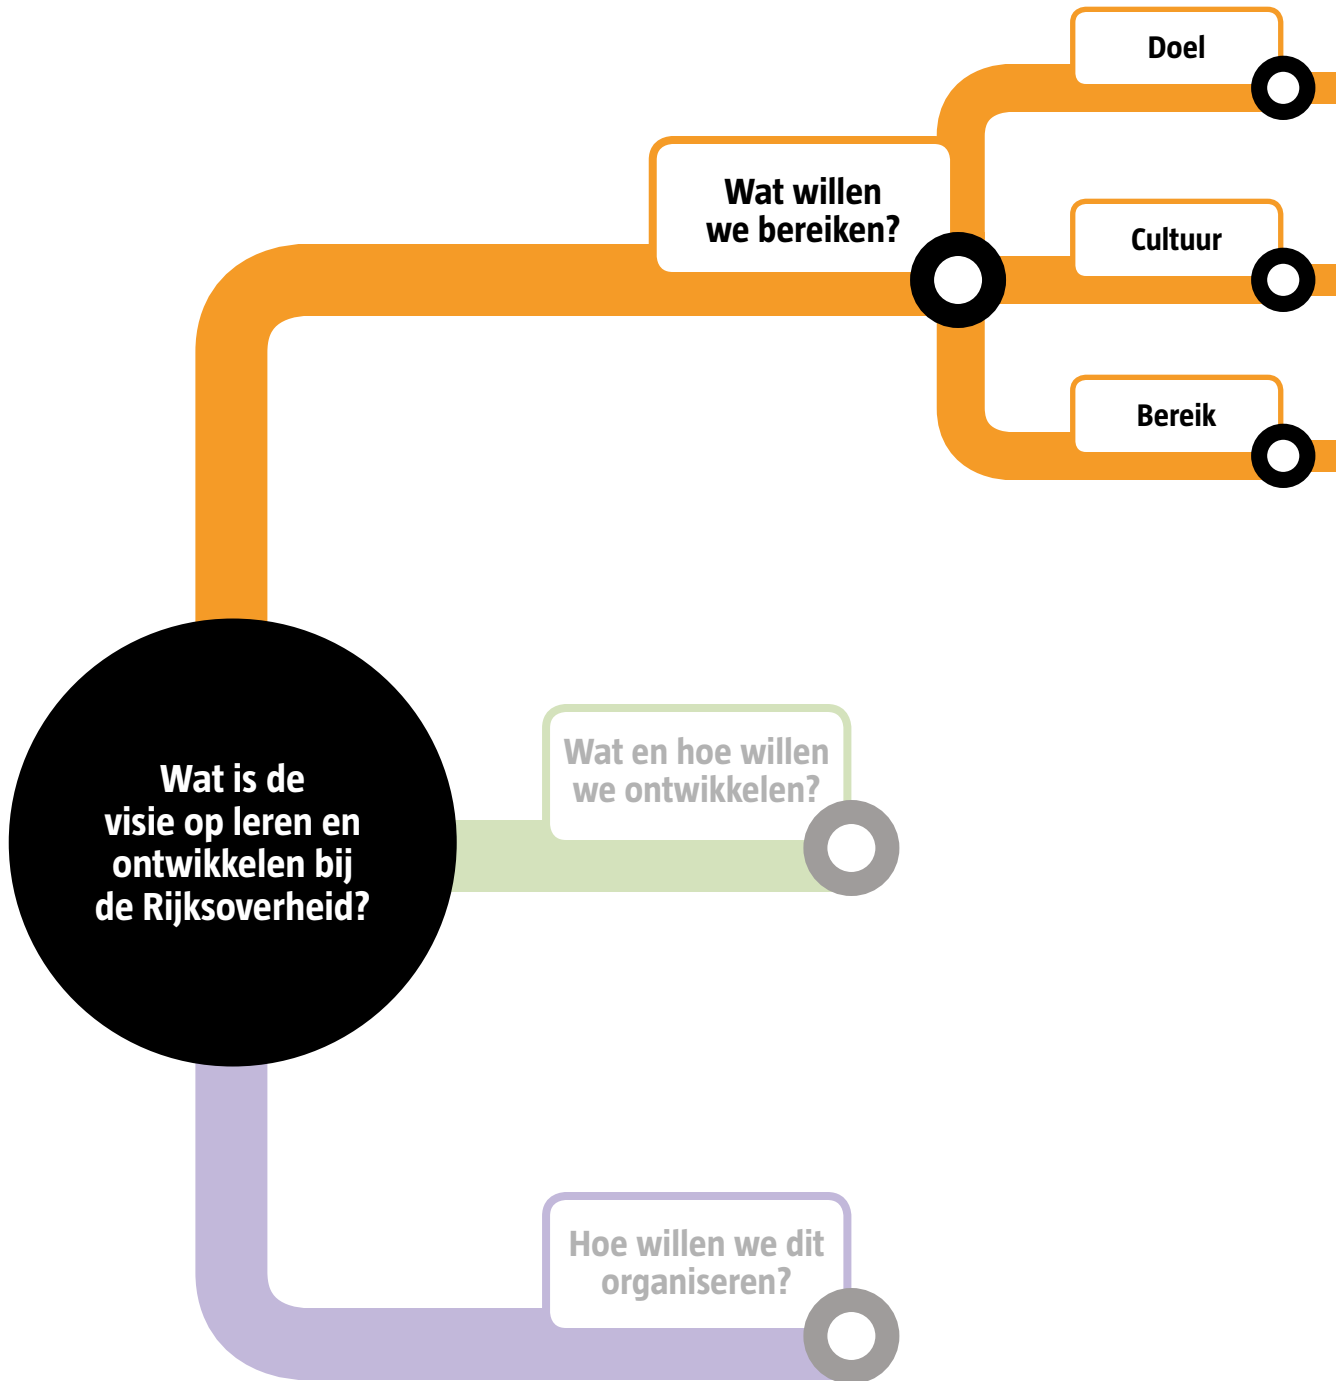 Doel
Wat willen
we bereiken?
Cultuur
Bereik
Wat en hoe willen
we ontwikkelen?
Wat is de
visie op leren en
ontwikkelen bij
de Rijksoverheid?
Hoe willen we dit
organiseren?